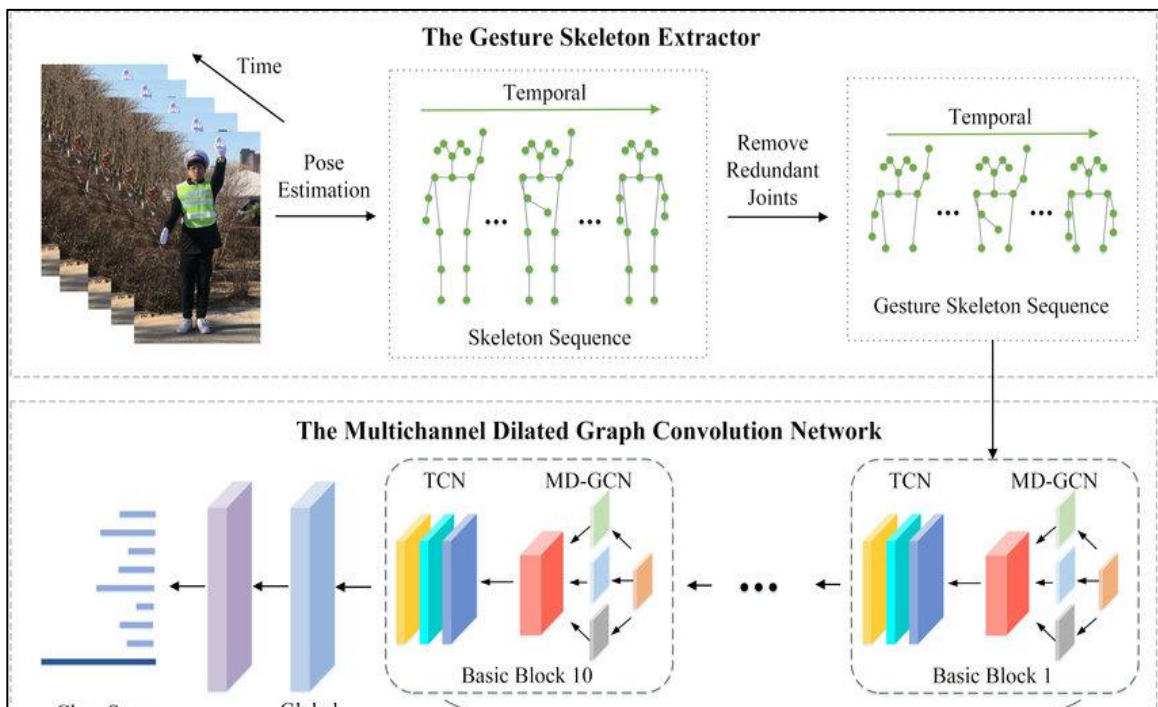 The Gesture Skeleton Extractor
Time
Pose
Estimation
Temporal
Skeleton Sequence
Remove
Redundant
Joints
Temporal
Gesture Skeleton Sequence
The Multichannel Dilated Graph Convolution Network
TCN
MD-GCN
Basic Block 10
TCN
MD-GCN
Basic Block 1